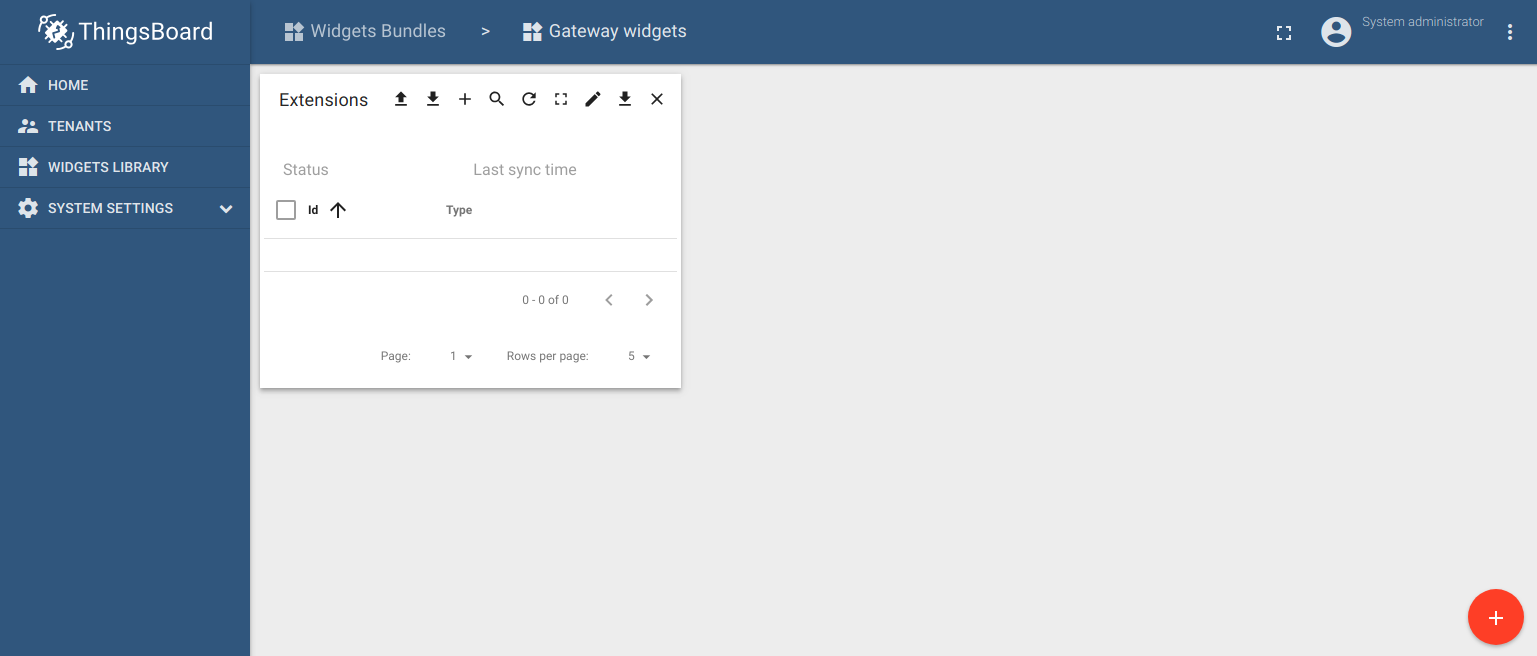 ThingsBoard
Widgets Bundles > Gateway widgets
System administrator
HOME
TENANTS
WIDGETS LIBRARY
SYSTEM SETTINGS
Extensions
Status Last sync time
Id Type
0 - 0 of 0
Page: 1 Rows per page: 5